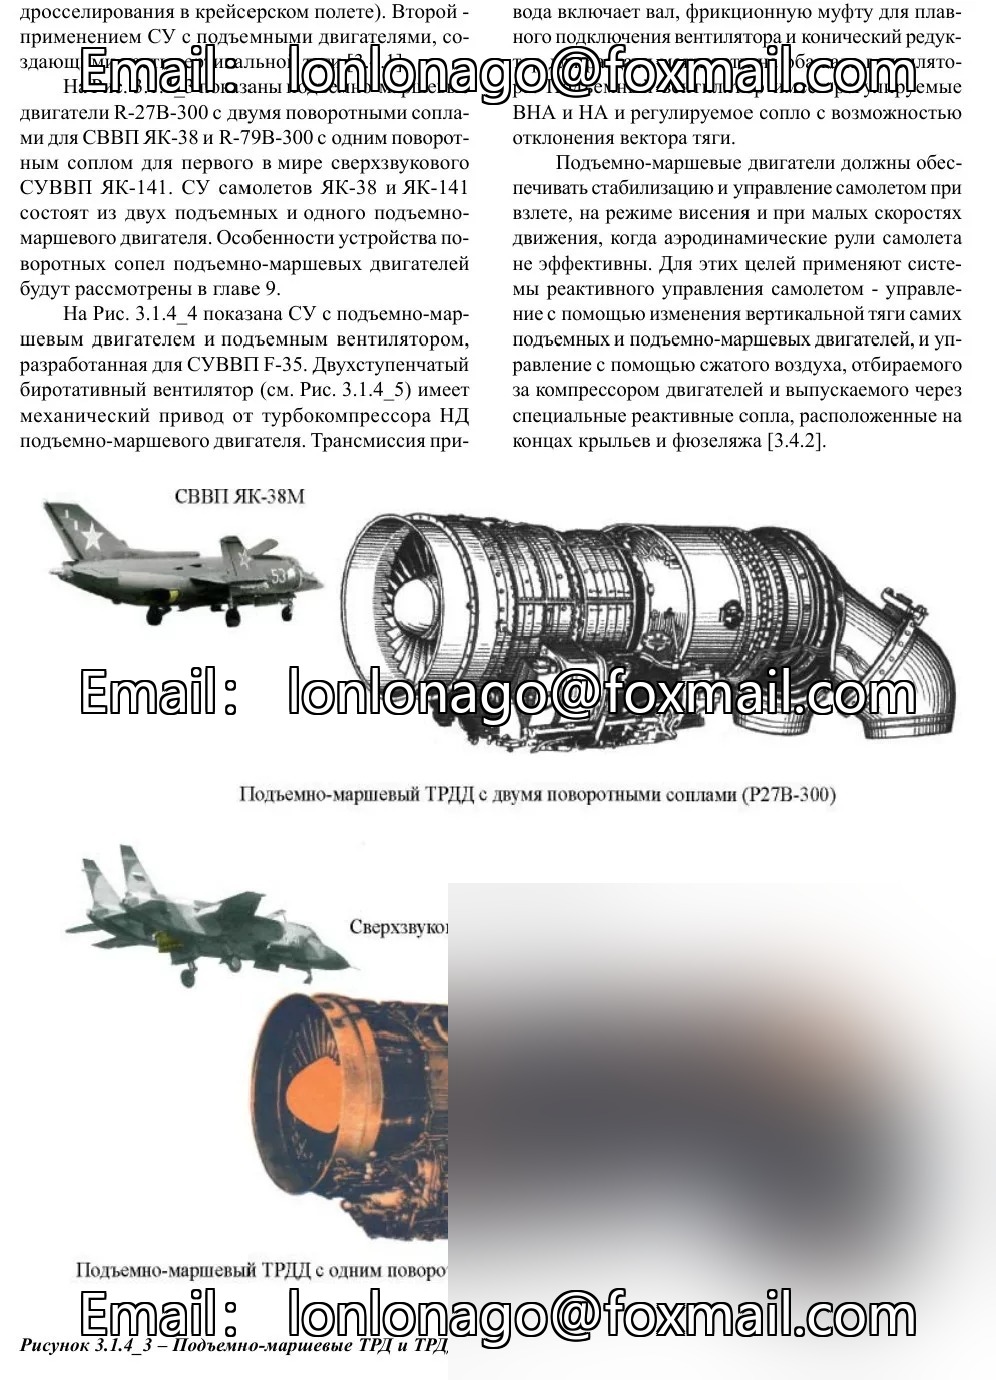 дросселирования в крейсерском полете). Второй -
применением СУ с подъемными двигателями, со-
двигатели R-27В-300 с двумя поворотными сопла-
ми для СВВП ЯК-38 и R-79В-300 с одним поворот-
ным соплом для первого в мире сверхзвукового
СУВВП ЯК-141. СУ самолетов ЯК-38 и ЯК-141
состоят из двух подъемных и одного подъемно-
маршевого двигателя. Особенности устройства по-
воротных сопел подъемно-маршевых двигателей
будут рассмотрены в главе 9.
На Рис. 3.1.4_4 показана СУ с подъемно-мар-
шевым двигателем и подъемным вентилятором,
разработанная для СУВВП F-35. Двухступенчатый
биротативный вентилятор (см. Рис. 3.1.4_5) имеет
механический привод от турбокомпрессора НД
подъемно-маршевого двигателя. Трансмиссия при-
вода включает вал, фрикционную муфту для плав-
ного подключения вентилятора и конический редук-
регулируемые
ВНА и НА и регулируемое сопло с возможностью
отклонения вектора тяги.
Подъемно-маршевые двигатели должны обес-
печивать стабилизацию и управление самолетом при
взлете, на режиме висения и при малых скоростях
движения, когда аэродинамические рули самолета
не эффективны. Для этих целей применяют систе-
мы реактивного управления самолетом - управле-
ние с помощью изменения вертикальной тяги самих
подъемных и подъемно-маршевых двигателей, и уп-
равление с помощью сжатого воздуха, отбираемого
за компрессором двигателей и выпускаемого через
специальные реактивные сопла, расположенные на
концах крыльев и фюзеляжа [3.4.2].
Email： lonlonago@foxmail.com
СВВП ЯК-38М
53
Email： lonlonago@foxmail.com
Подъемно-маршевый ТРДД с двумя поворотными соплами (Р27В-300)
Сверхзвуко
Подъемно-маршевый ТРДД с одним поворо
Email： lonlonago@foxmail.com
Рисунок 3.1.4_3 – Подъемно-маршевые ТРД и ТРД